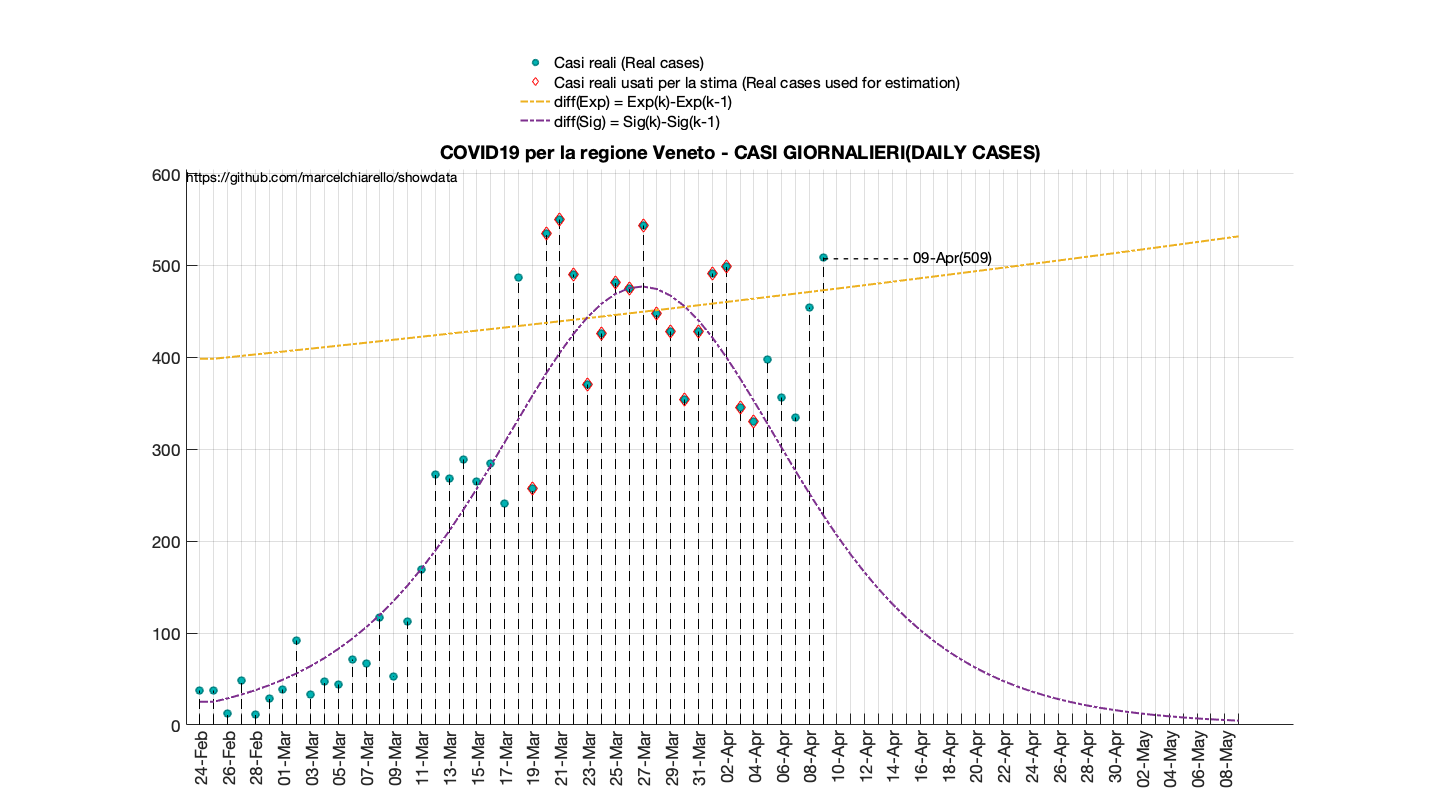 Casi reali (Real cases)
Casi reali usati per la stima (Real cases used for estimation)
diff(Exp) = Exp(k)-Exp(k-1)
diff(Sig) = Sig(k)-Sig(k-1)
COVID19 per la regione Veneto - CASI GIORNALIERI(DAILY CASES)
https://github.com/marcelchiarello/showdata
600
500
400
300
200
100
0
09-Apr(509)
24-Feb
26-Feb
28-Feb
01-Mar
03-Mar
05-Mar
07-Mar
09-Mar
11-Mar
13-Mar
15-Mar
17-Mar
19-Mar
21-Mar
23-Mar
25-Mar
27-Mar
29-Mar
31-Mar
02-Apr
04-Apr
06-Apr
08-Apr
10-Apr
12-Apr
14-Apr
16-Apr
18-Apr
20-Apr
22-Apr
24-Apr
26-Apr
28-Apr
30-Apr
02-May
04-May
06-May
08-May